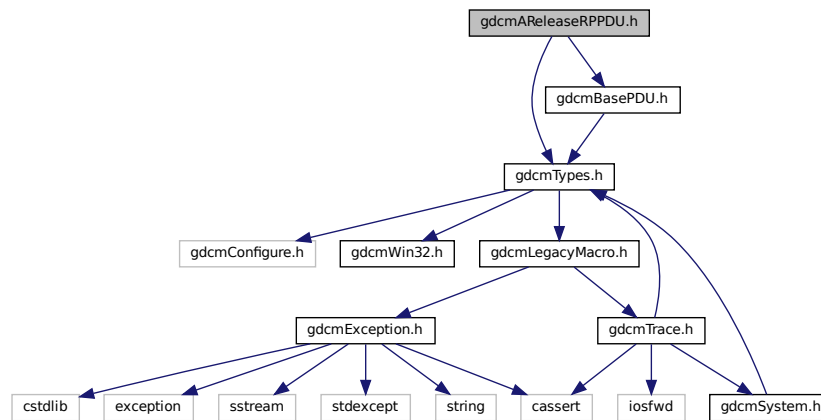 gdcmAReleaseRPPDU.h
gdcmBasePDU.h
gdcmTypes.h
gdcmConfigure.h
gdcmWin32.h
gdcmLegacyMacro.h
gdcmException.h
gdcmTrace.h
cstdlib
exception
sstream
stdexcept
string
cassert
iosfwd
gdcmSystem.h